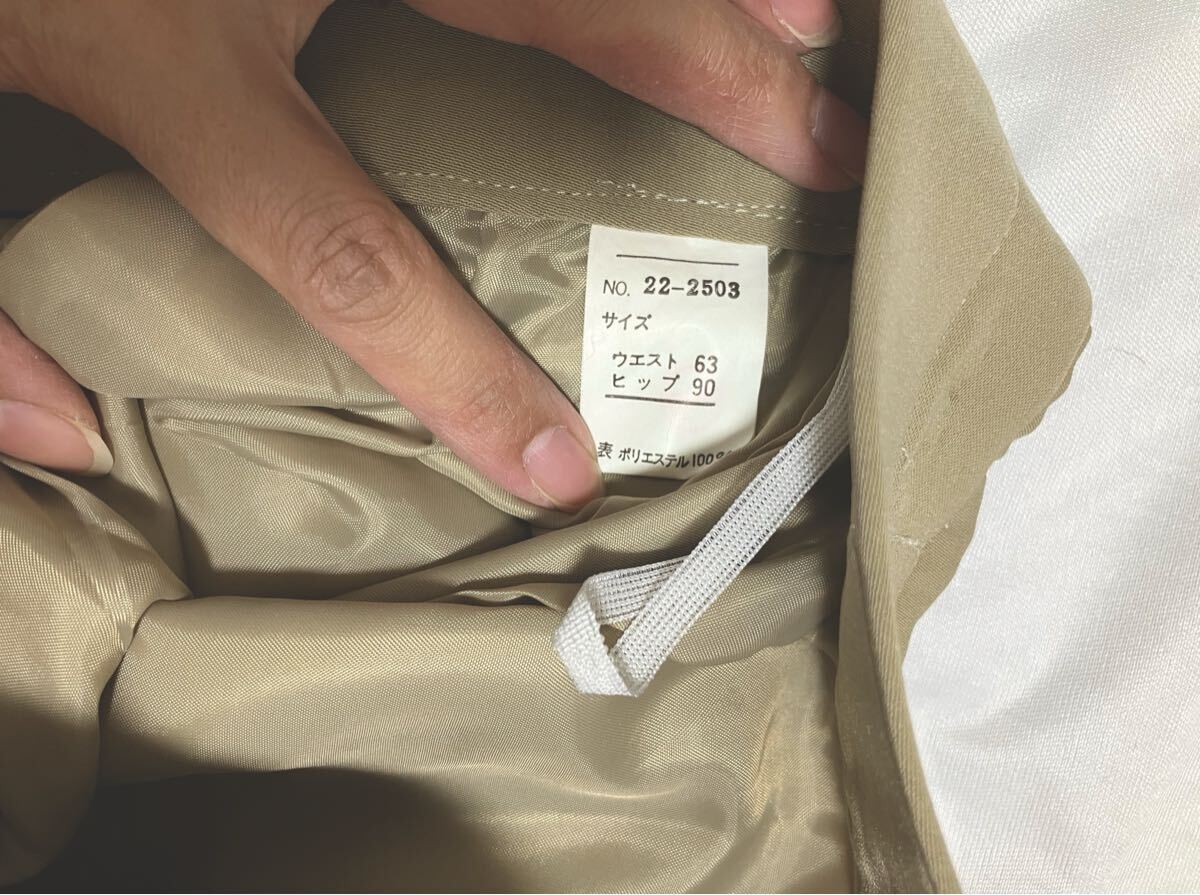 NO. 22-2503
サイズ
ウエスト 63
ヒップ 90
表 ポリエステル100%